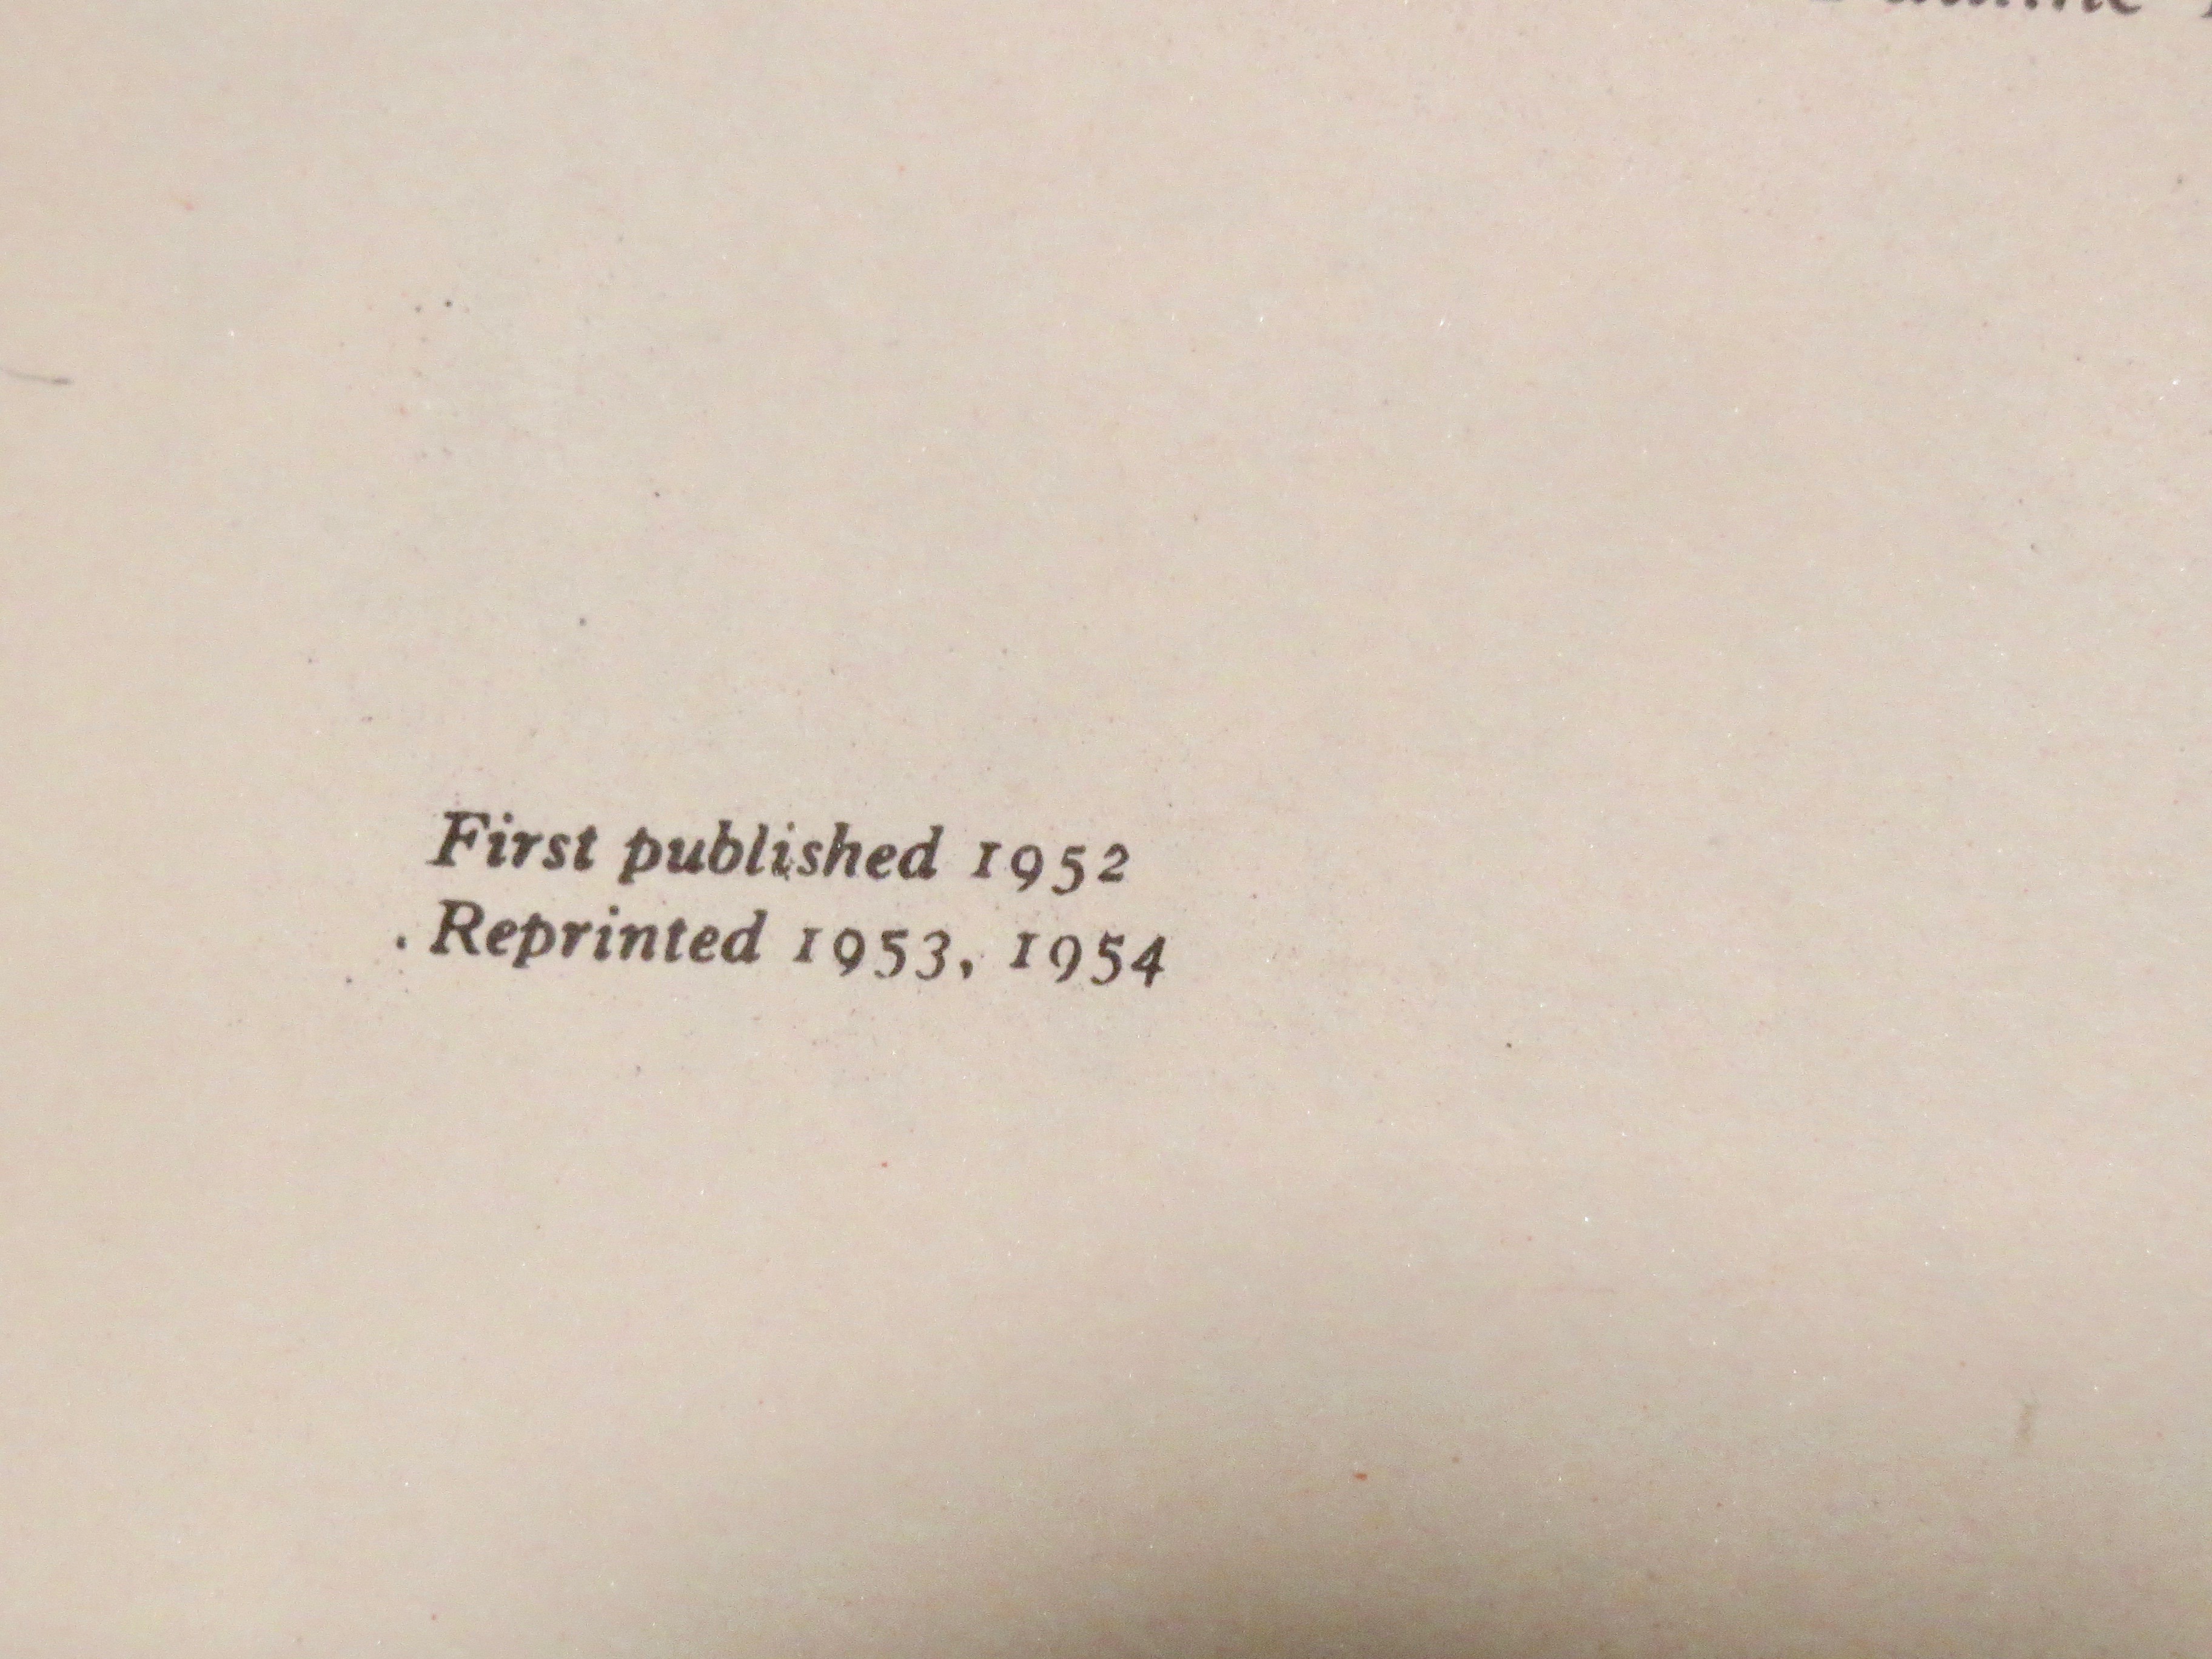 First published 1952
Reprinted 1953, 1954